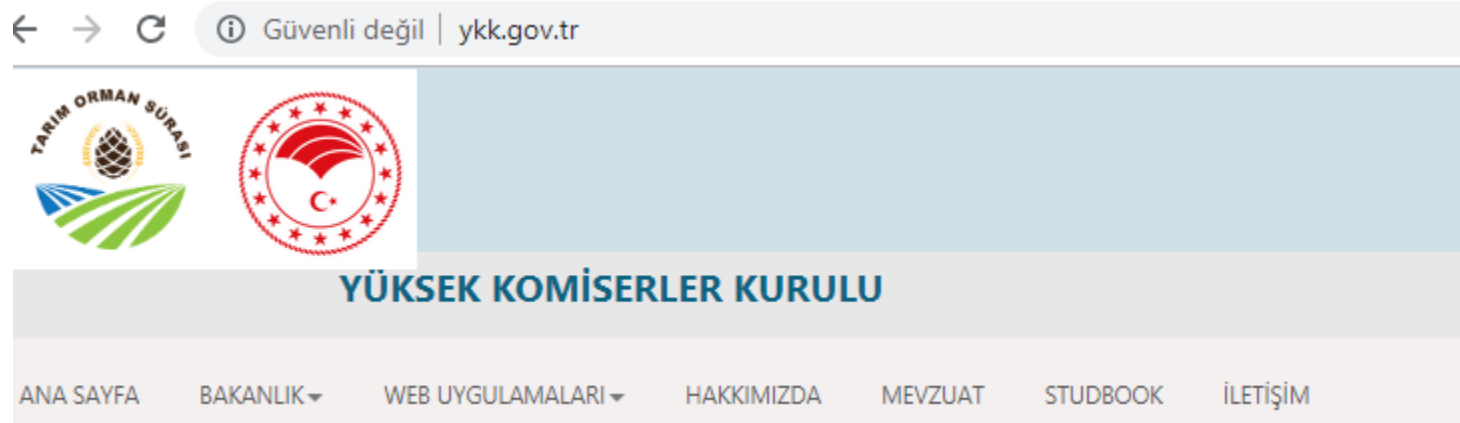 Güvenli değil | ykk.gov.tr
TARIM ORMAN ŞÛRASI
YÜKSEK KOMİSERLER KURULU
ANA SAYFA BAKANLIK WEB UYGULAMALARI HAKKIMIZDA MEVZUAT STUDBOOK İLETİŞİM